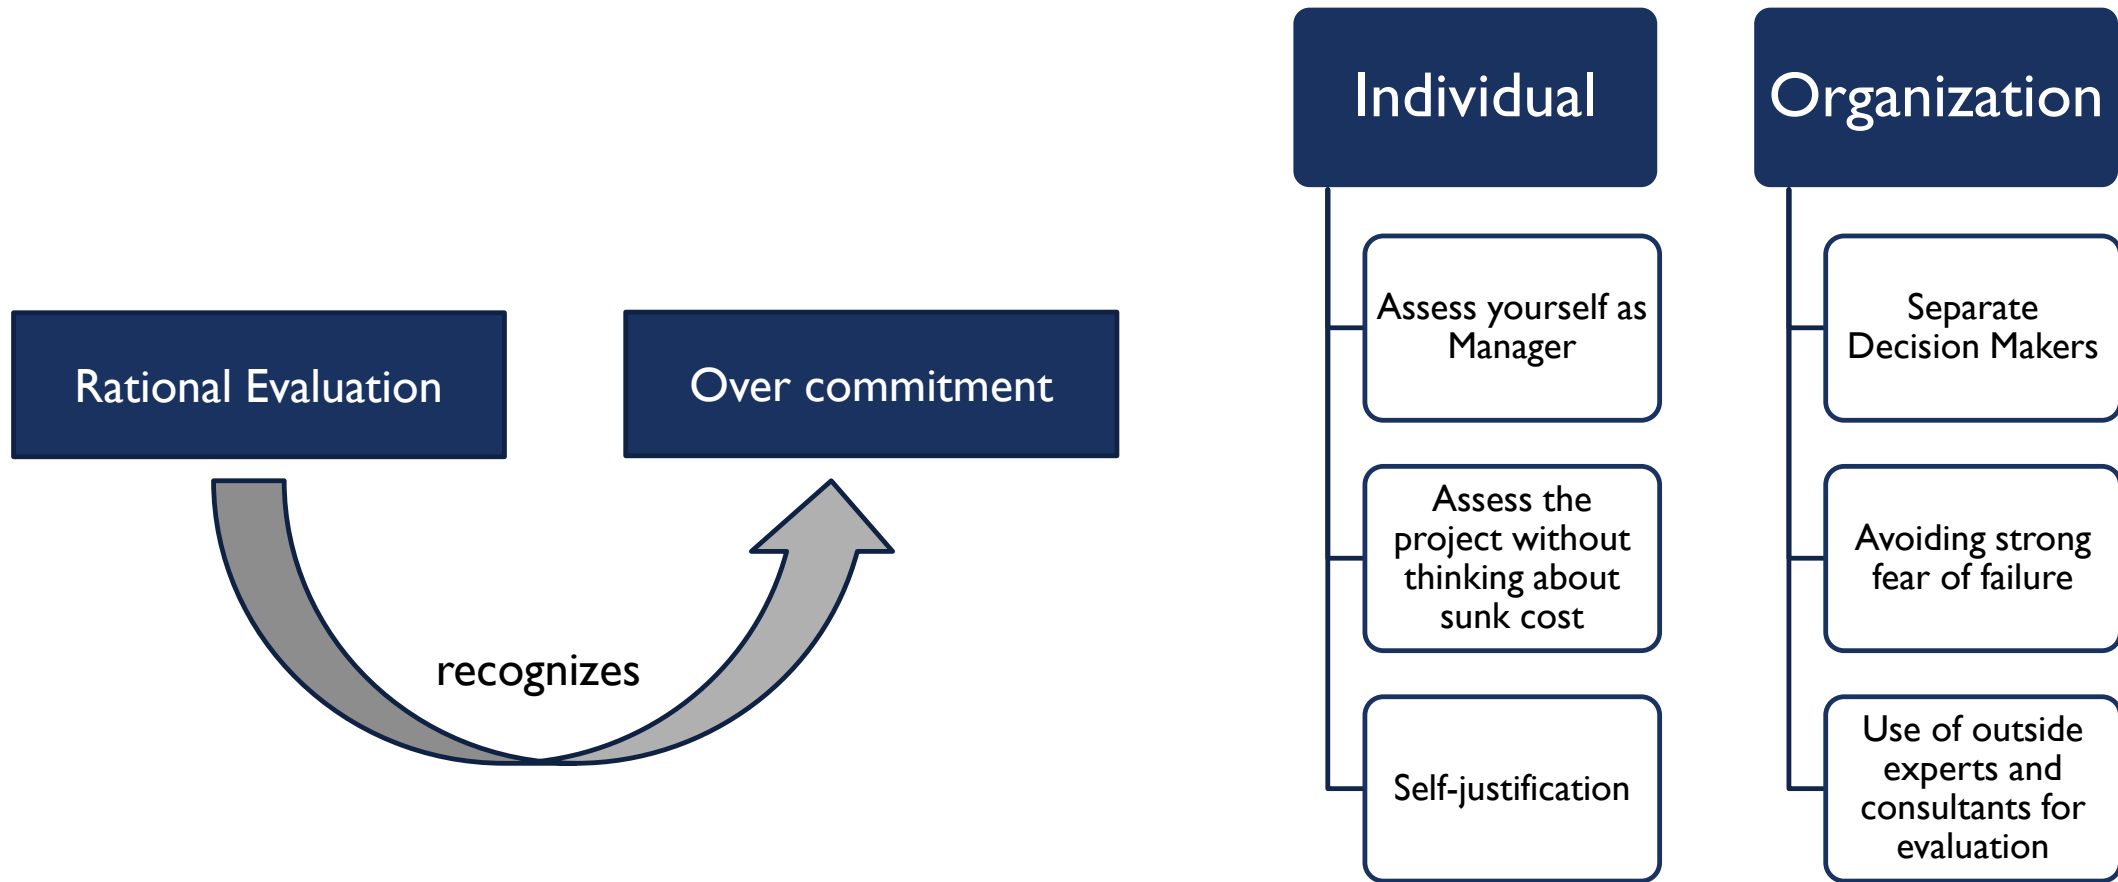 Rational Evaluation
Over commitment
recognizes
Individual
Assess yourself as
Manager
Assess the
project without
thinking about
sunk cost
Self-justification
Organization
Separate
Decision Makers
Avoiding strong
fear of failure
Use of outside
experts and
consultants for
evaluation